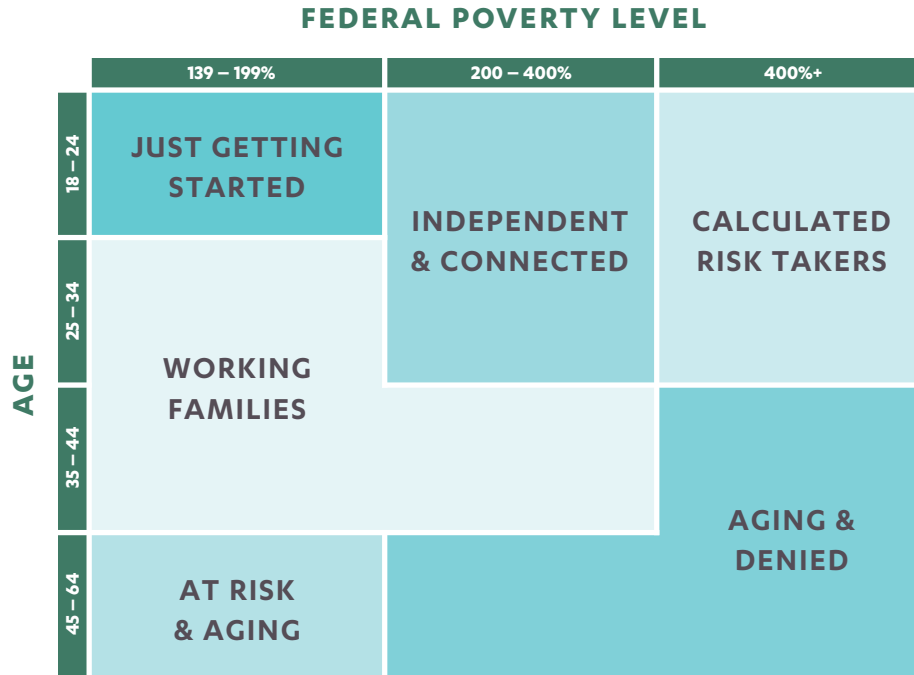 FEDERAL POVERTY LEVEL
139 – 199%
200 – 400%
400%+
AGE
18 – 24
25 – 34
35 – 44
45 – 64
JUST GETTING
STARTED
INDEPENDENT
& CONNECTED
CALCULATED
RISK TAKERS
WORKING
FAMILIES
AGING &
DENIED
AT RISK
& AGING